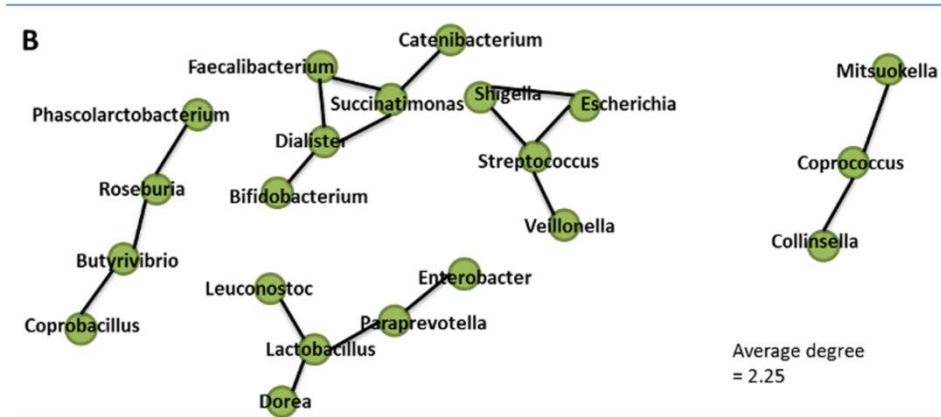 B
Catenibacterium
Faecalibacterium
Mitsuokella
Succinatimonas
Shigella
Escherichia
Phascolarctobacterium
Dialister
Streptococcus
Coprococcus
Roseburia
Bifidobacterium
Veillonella
Collinsella
Butyrivibrio
Enterobacter
Leuconostoc
Coprobacillus
Paraprevotella
Lactobacillus
Average degree
= 2.25
Dorea